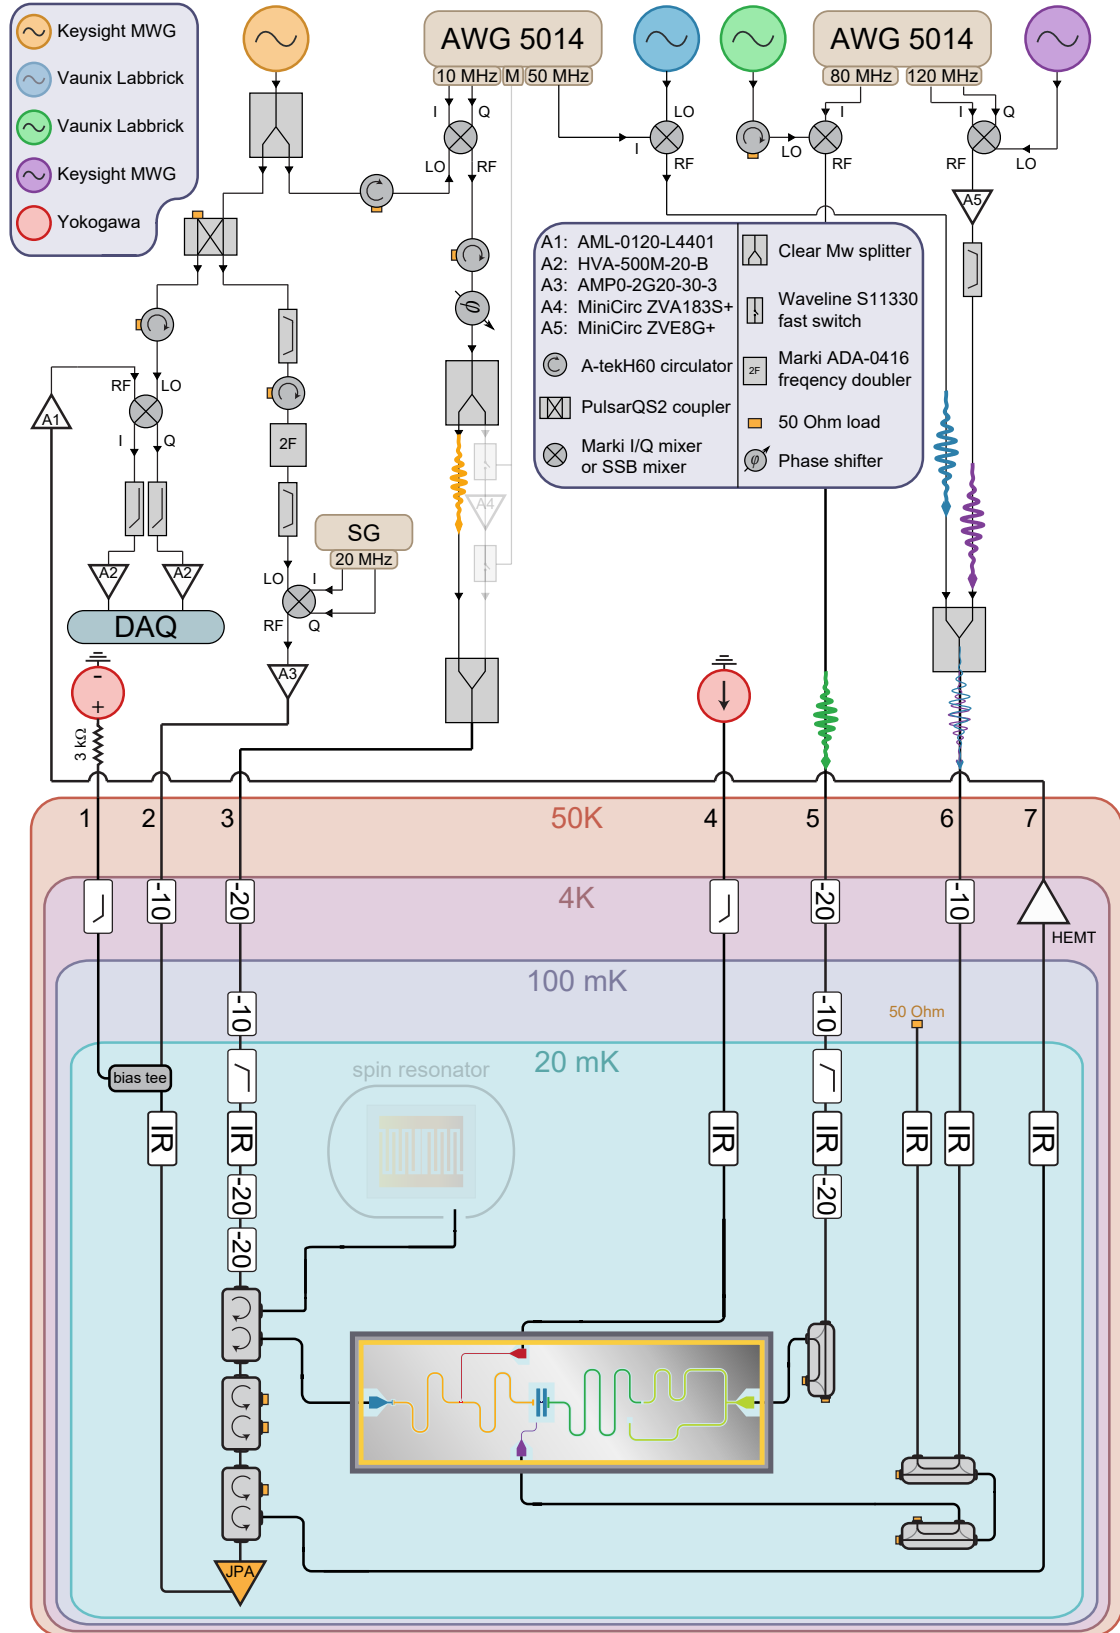 Keysight MWG
Vaunix Labbrick
Vaunix Labbrick
Keysight MWG
Yokogawa
AWG 5014
10 MHz
M
50 MHz
AWG 5014
80 MHz
120 MHz
I
Q
LO
RF
LO
I
RF
I
LO
RF
I
Q
RF
LO
A5
φ
A1: AML-0120-L4401
A2: HVA-500M-20-B
A3: AMP0-2G20-30-3
A4: MiniCirc ZVA183S+
A5: MiniCirc ZVE8G+
A-tekH60 circulator
PulsarQS2 coupler
Marki I/Q mixer
or SSB mixer
Clear Mw splitter
Waveline S11330
fast switch
2F
Marki ADA-0416
freqency doubler
50 Ohm load
φ
Phase shifter
A1
RF
LO
I
Q
2F
A4
A2
A2
DAQ
SG
20 MHz
LO
I
RF
Q
A3
-
+
3 kΩ
50K
1
2
3
4
5
6
7
4K
-10
-20
-20
-10
HEMT
100 mK
-10
-10
50 Ohm
20 mK
bias tee
spin resonator
IR
IR
IR
IR
IR
IR
IR
-20
-20
-20
JPA